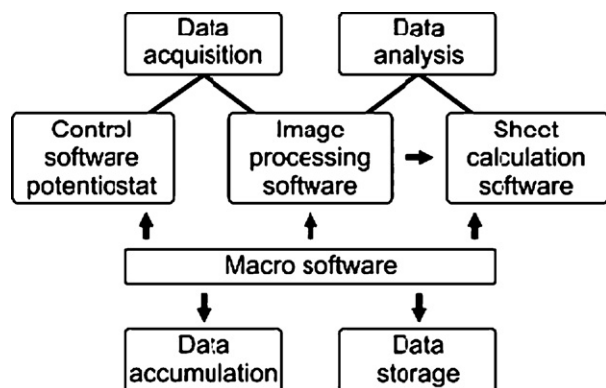 Data
acquisition
Data
analysis
Control
software
potentiostat
Image
processing
software
Sheet
calculation
software
Macro software
Data
accumulation
Data
storage